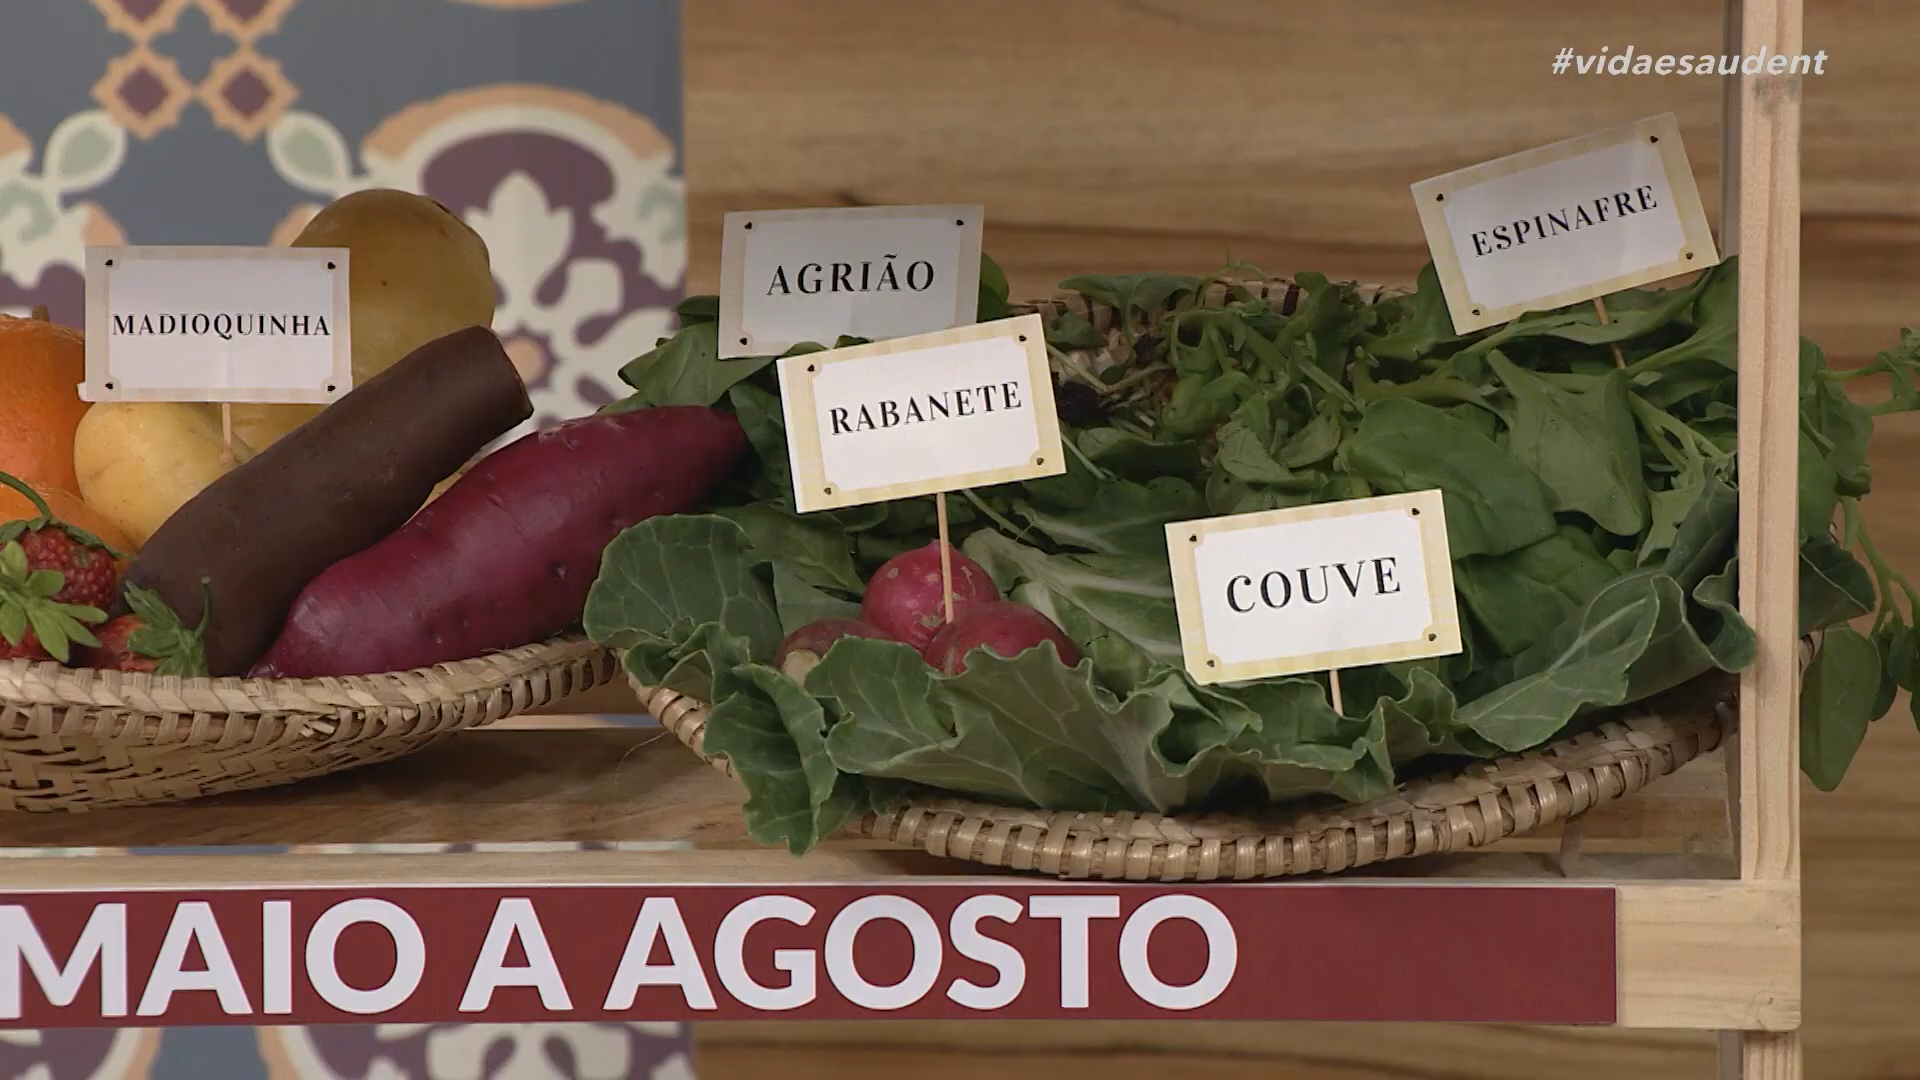 #vidaesaudent
ESPINAFRE
AGRIÃO
MADIOQUINHA
RABANETE
COUVE
MAIO A AGOSTO